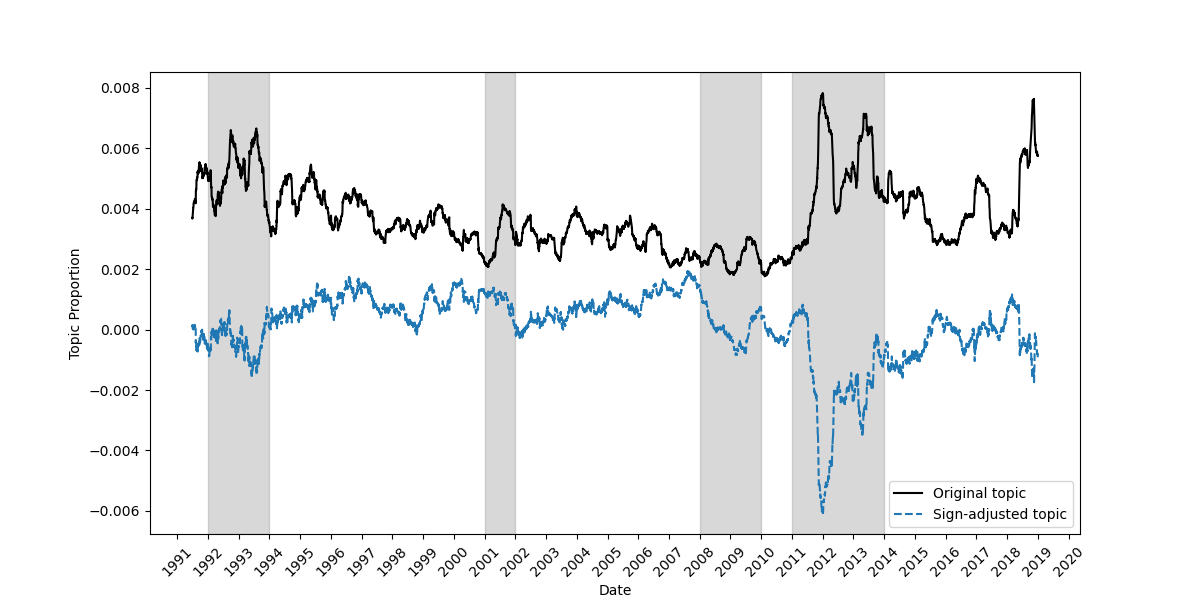 0.008
0.006
0.004
0.002
0.000
−0.002
−0.004
−0.006
Topic Proportion
Original topic
Sign-adjusted topic
1991 1992 1993 1994 1995 1996 1997 1998 1999 2000 2001 2002 2003 2004 2005 2006 2007 2008 2009 2010 2011 2012 2013 2014 2015 2016 2017 2018 2019 2020
Date